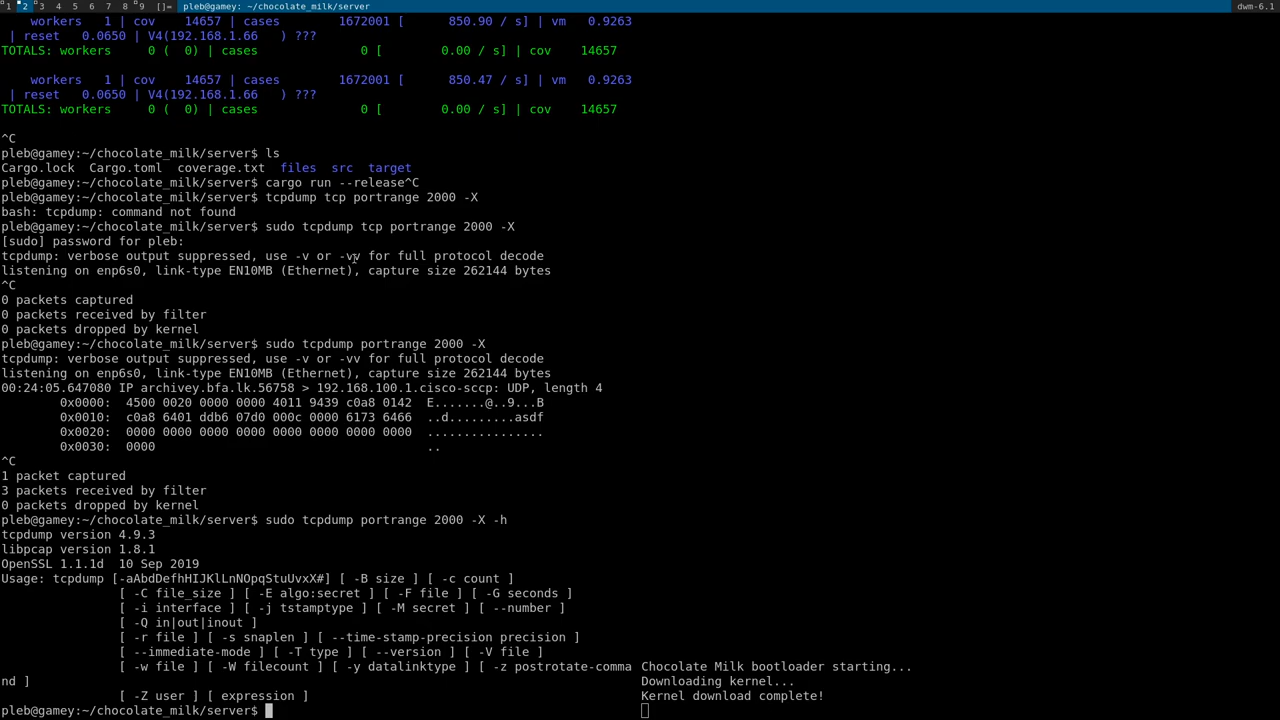 1 2 3 4 5 6 7 8 9 []= pleb@gamey: ~/chocolate_milk/server dwm-6.1
workers 1 | cov 14657 | cases 1672001 [ 850.90 / s] | vm 0.9263
| reset 0.0650 | V4(192.168.1.66 ) ???
TOTALS: workers 0 ( 0) | cases 0 [ 0.00 / s] | cov 14657
workers 1 | cov 14657 | cases 1672001 [ 850.47 / s] | vm 0.9263
| reset 0.0650 | V4(192.168.1.66 ) ???
TOTALS: workers 0 ( 0) | cases 0 [ 0.00 / s] | cov 14657
^C
pleb@gamey:~/chocolate_milk/server$ ls
Cargo.lock Cargo.toml coverage.txt files src target
pleb@gamey:~/chocolate_milk/server$ cargo run --release^C
pleb@gamey:~/chocolate_milk/server$ tcpdump tcp portrange 2000 -X
bash: tcpdump: command not found
pleb@gamey:~/chocolate_milk/server$ sudo tcpdump tcp portrange 2000 -X
[sudo] password for pleb:
tcpdump: verbose output suppressed, use -v or -vv for full protocol decode
listening on enp6s0, link-type EN10MB (Ethernet), capture size 262144 bytes
^C
0 packets captured
0 packets received by filter
0 packets dropped by kernel
pleb@gamey:~/chocolate_milk/server$ sudo tcpdump portrange 2000 -X
tcpdump: verbose output suppressed, use -v or -vv for full protocol decode
listening on enp6s0, link-type EN10MB (Ethernet), capture size 262144 bytes
00:24:05.647080 IP archivey.bfa.lk.56758 > 192.168.100.1.cisco-sccp: UDP, length 4
0x0000: 4500 0020 0000 0000 4011 9439 c0a8 0142 E.......@..9...B
0x0010: c0a8 6401 ddb6 07d0 000c 0000 6173 6466 ..d.........asdf
0x0020: 0000 0000 0000 0000 0000 0000 0000 0000 ................
0x0030: 0000 ..
^C
1 packet captured
3 packets received by filter
0 packets dropped by kernel
pleb@gamey:~/chocolate_milk/server$ sudo tcpdump portrange 2000 -X -h
tcpdump version 4.9.3
libpcap version 1.8.1
OpenSSL 1.1.1d 10 Sep 2019
Usage: tcpdump [-aAbdDefhHIJKlLnNOpqStuUvxX#] [ -B size ] [ -c count ]
[ -C file_size ] [ -E algo:secret ] [ -F file ] [ -G seconds ]
[ -i interface ] [ -j tstamptype ] [ -M secret ] [ --number ]
[ -Q in|out|inout ]
[ -r file ] [ -s snaplen ] [ --time-stamp-precision precision ]
[ --immediate-mode ] [ -T type ] [ --version ] [ -V file ]
[ -w file ] [ -W filecount ] [ -y datalinktype ] [ -z postrotate-comma
nd ]
[ -Z user ] [ expression ]
pleb@gamey:~/chocolate_milk/server$
Chocolate Milk bootloader starting...
Downloading kernel...
Kernel download complete!